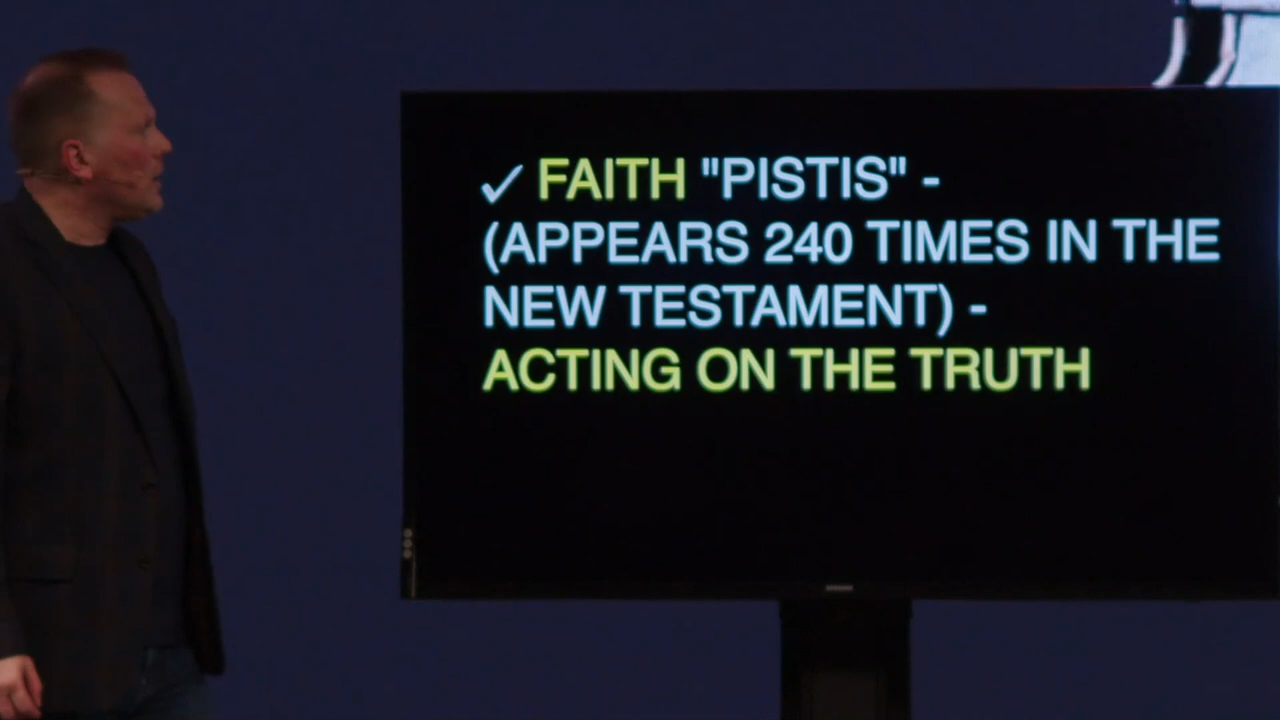 ✓ FAITH "PISTIS" -
(APPEARS 240 TIMES IN THE
NEW TESTAMENT) -
ACTING ON THE TRUTH